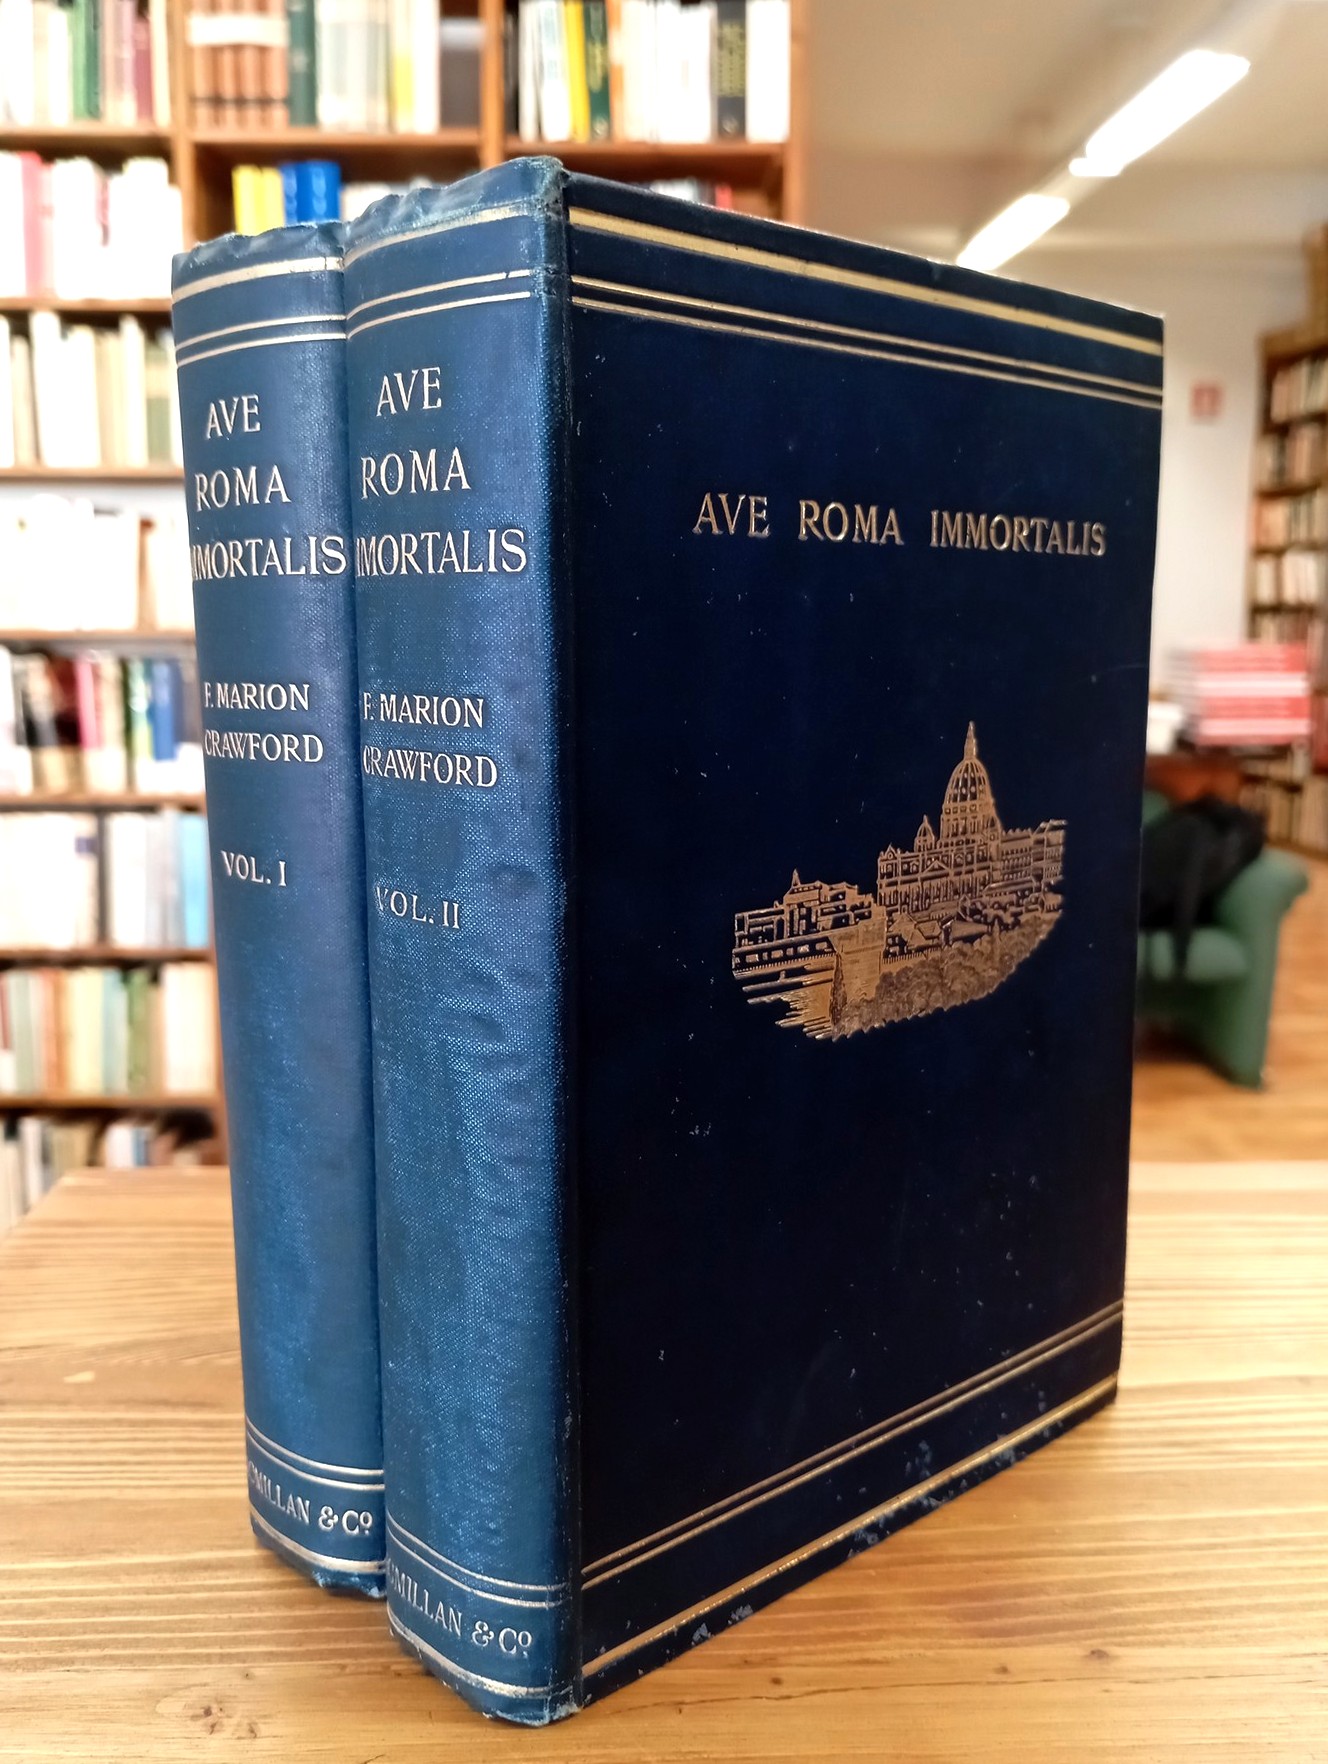 AVE
ROMA
IMMORTALIS
F. MARION
CRAWFORD
VOL. I
MILLAN & Cº
AVE
ROMA
IMMORTALIS
F. MARION
CRAWFORD
VOL. II
MILLAN & Cº
AVE ROMA IMMORTALIS